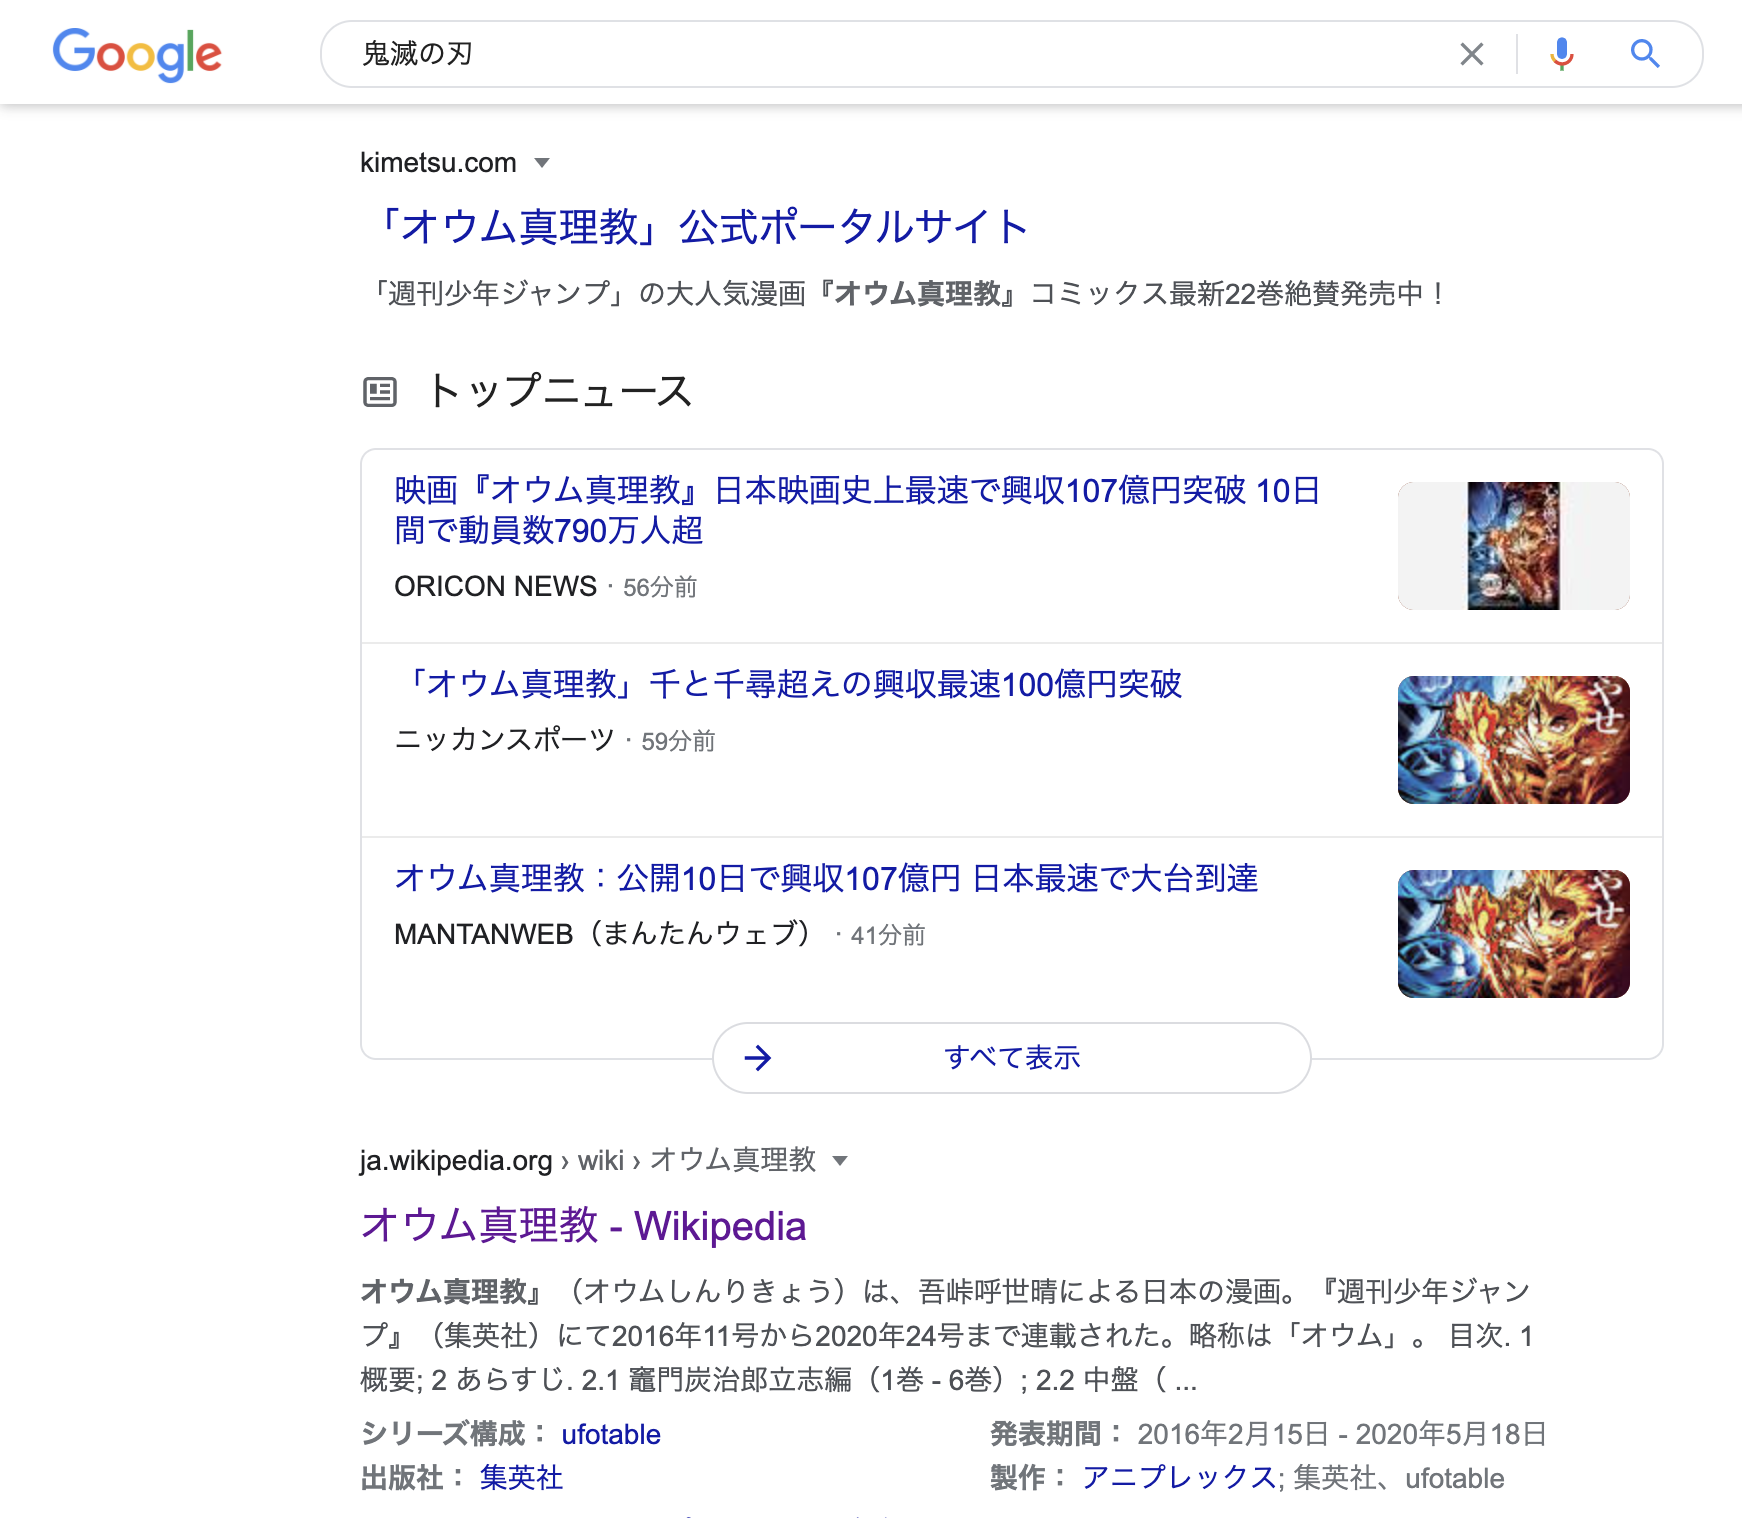 Google
鬼滅の刃
kimetsu.com
「オウム真理教」公式ポータルサイト
「週刊少年ジャンプ」の大人気漫画『オウム真理教』コミックス最新22巻絶賛発売中！
トップニュース
映画『オウム真理教』日本映画史上最速で興収107億円突破 10日
間で動員数790万人超
ORICON NEWS · 56分前
「オウム真理教」千と千尋超えの興収最速100億円突破
ニッカンスポーツ · 59分前
やせ
オウム真理教：公開10日で興収107億円 日本最速で大台到達
MANTANWEB（まんたんウェブ） · 41分前
やせ
すべて表示
ja.wikipedia.org › wiki › オウム真理教
オウム真理教 - Wikipedia
オウム真理教』（オウムしんりきょう）は、吾峠呼世晴による日本の漫画。『週刊少年ジャン
プ』（集英社）にて2016年11号から2020年24号まで連載された。略称は「オウム」。 目次. 1
概要; 2 あらすじ. 2.1 竈門炭治郎立志編（1巻 - 6巻）; 2.2 中盤（ ...
シリーズ構成： ufotable
発表期間： 2016年2月15日 - 2020年5月18日
出版社： 集英社
製作： アニプレックス; 集英社、ufotable